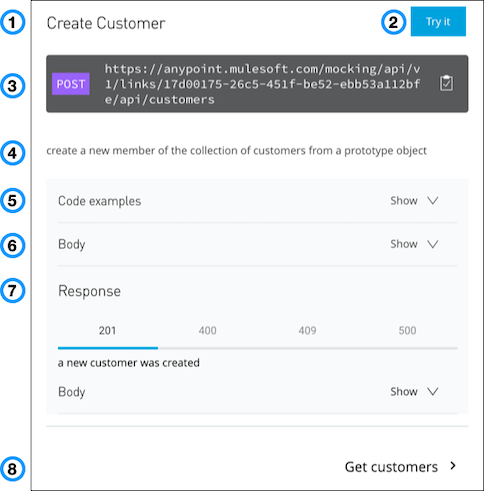 1 Create Customer 2 Try it
3 POST https://anypoint.mulesoft.com/mocking/api/v
1/links/17d00175-26c5-451f-be52-ebb53a112bf
e/api/customers
4 create a new member of the collection of customers from a prototype object
5 Code examples Show
6 Body Show
7 Response
201 400 409 500
a new customer was created
Body Show
8 Get customers